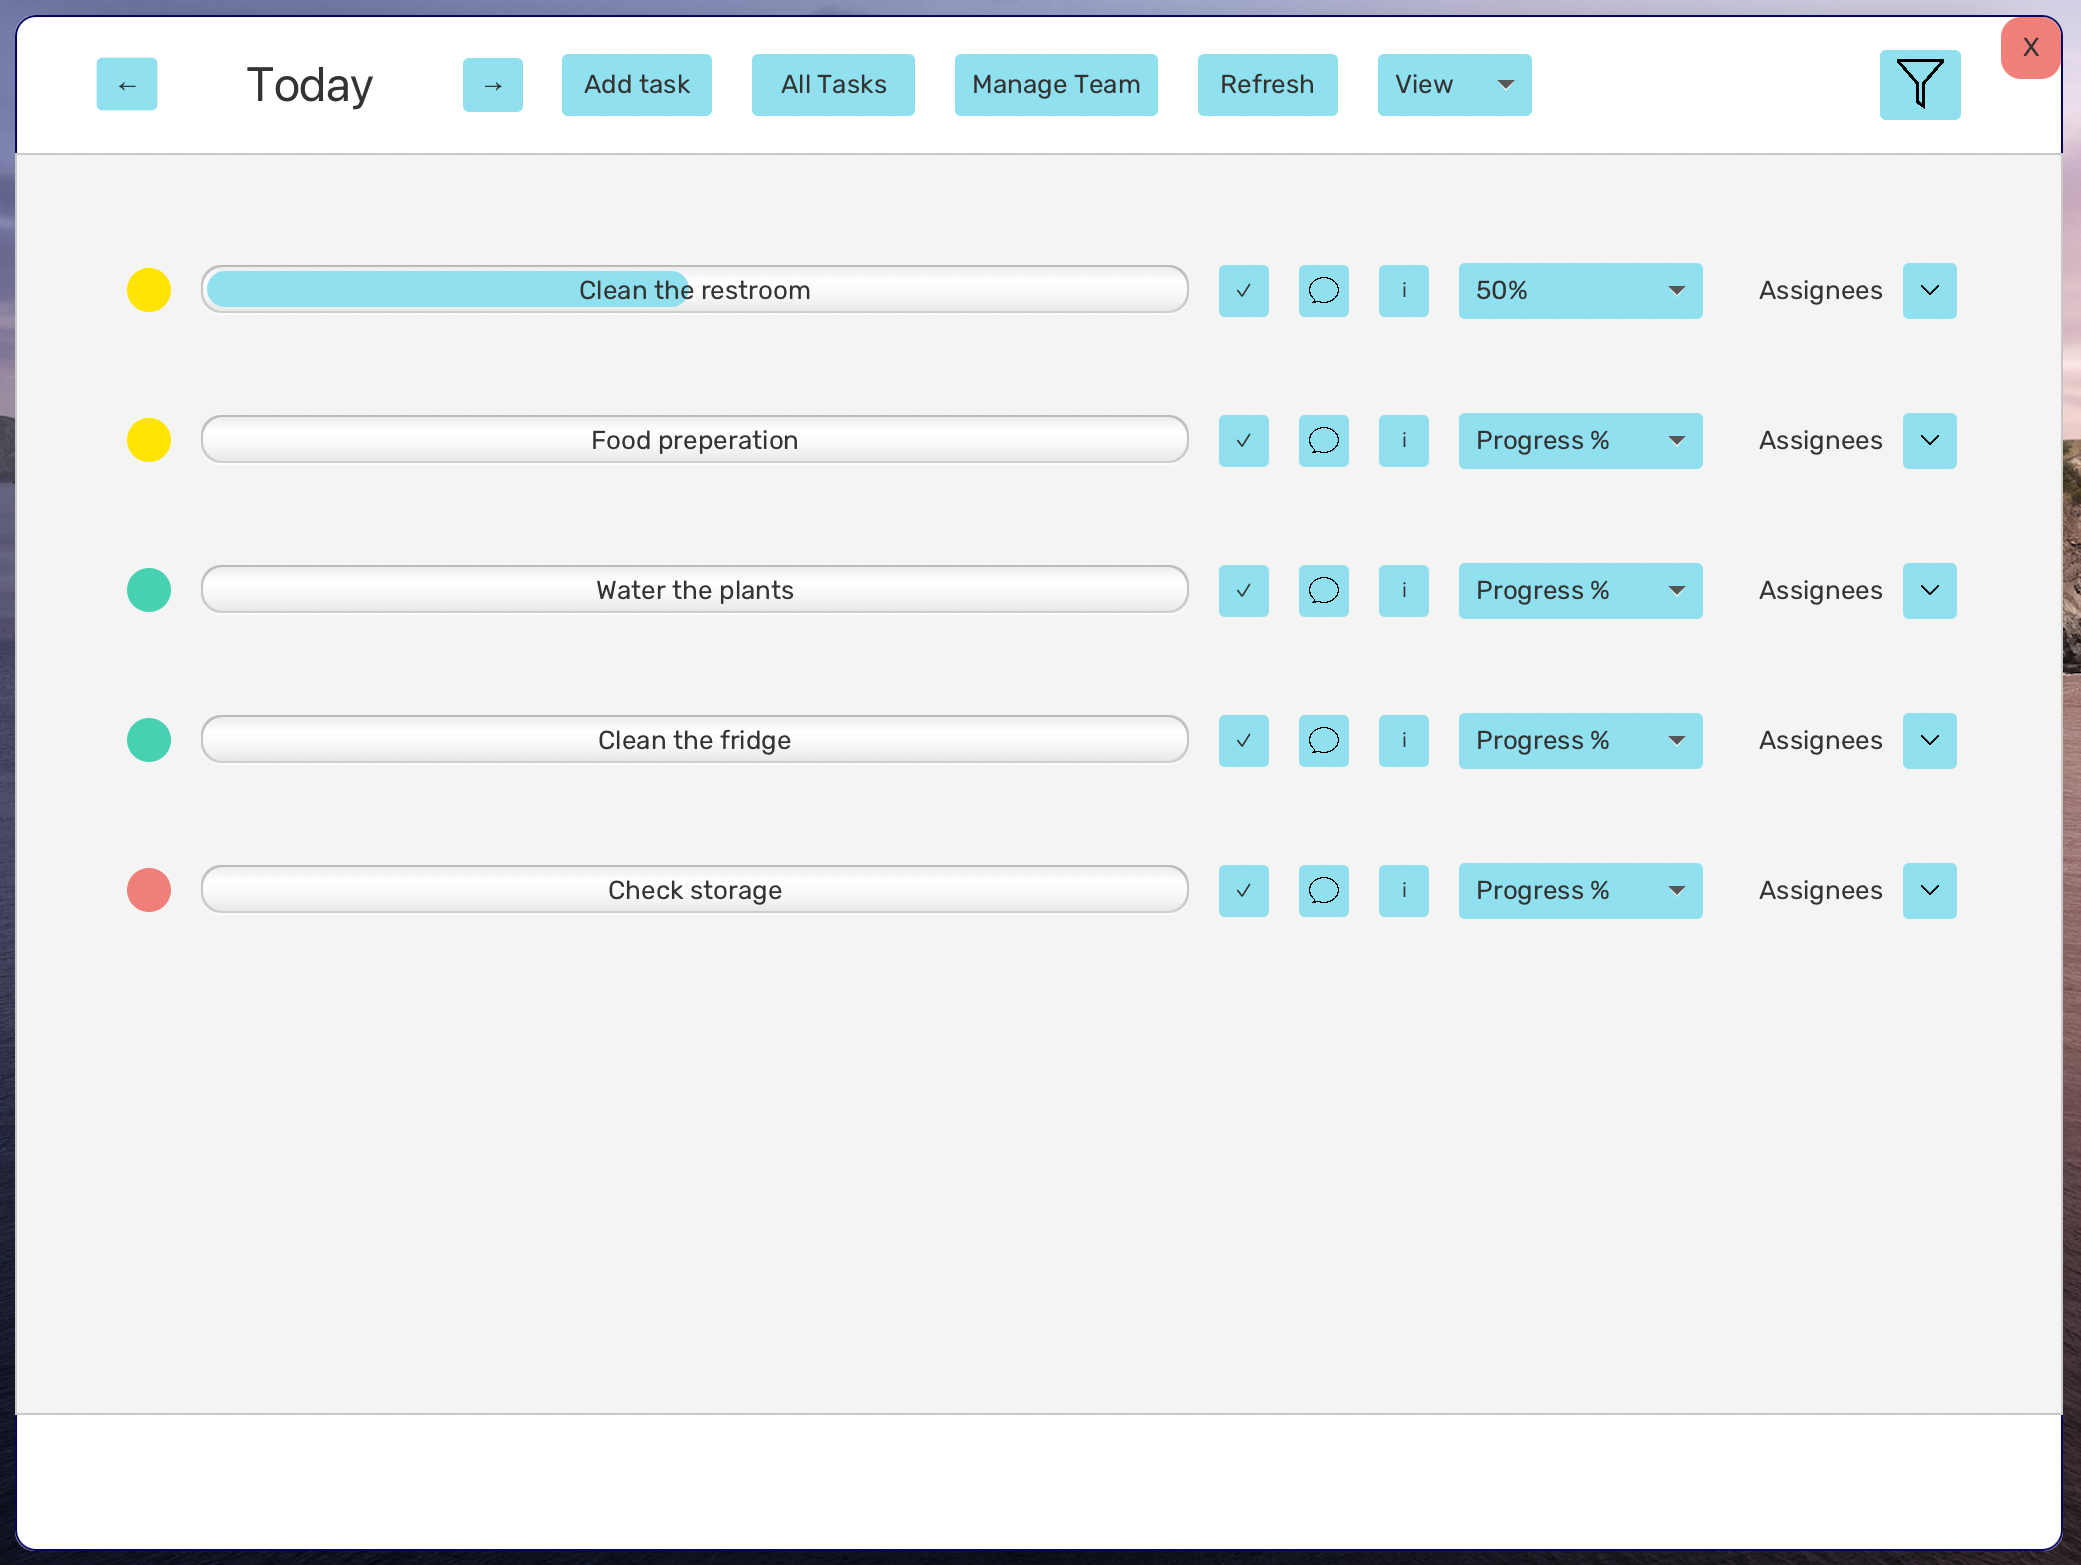 ← Today → Add task All Tasks Manage Team Refresh View X
Clean the restroom ✓ i 50% Assignees
Food preperation ✓ i Progress % Assignees
Water the plants ✓ i Progress % Assignees
Clean the fridge ✓ i Progress % Assignees
Check storage ✓ i Progress % Assignees